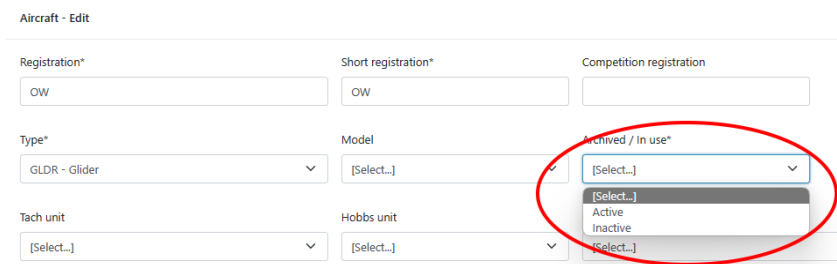 Aircraft - Edit
Registration* Short registration* Competition registration
OW OW
Type* Model Archived / In use*
GLDR - Glider [Select...] [Select...]
[Select...]
Active
Tach unit Hobbs unit Inactive
[Select...] [Select...] [Select...]